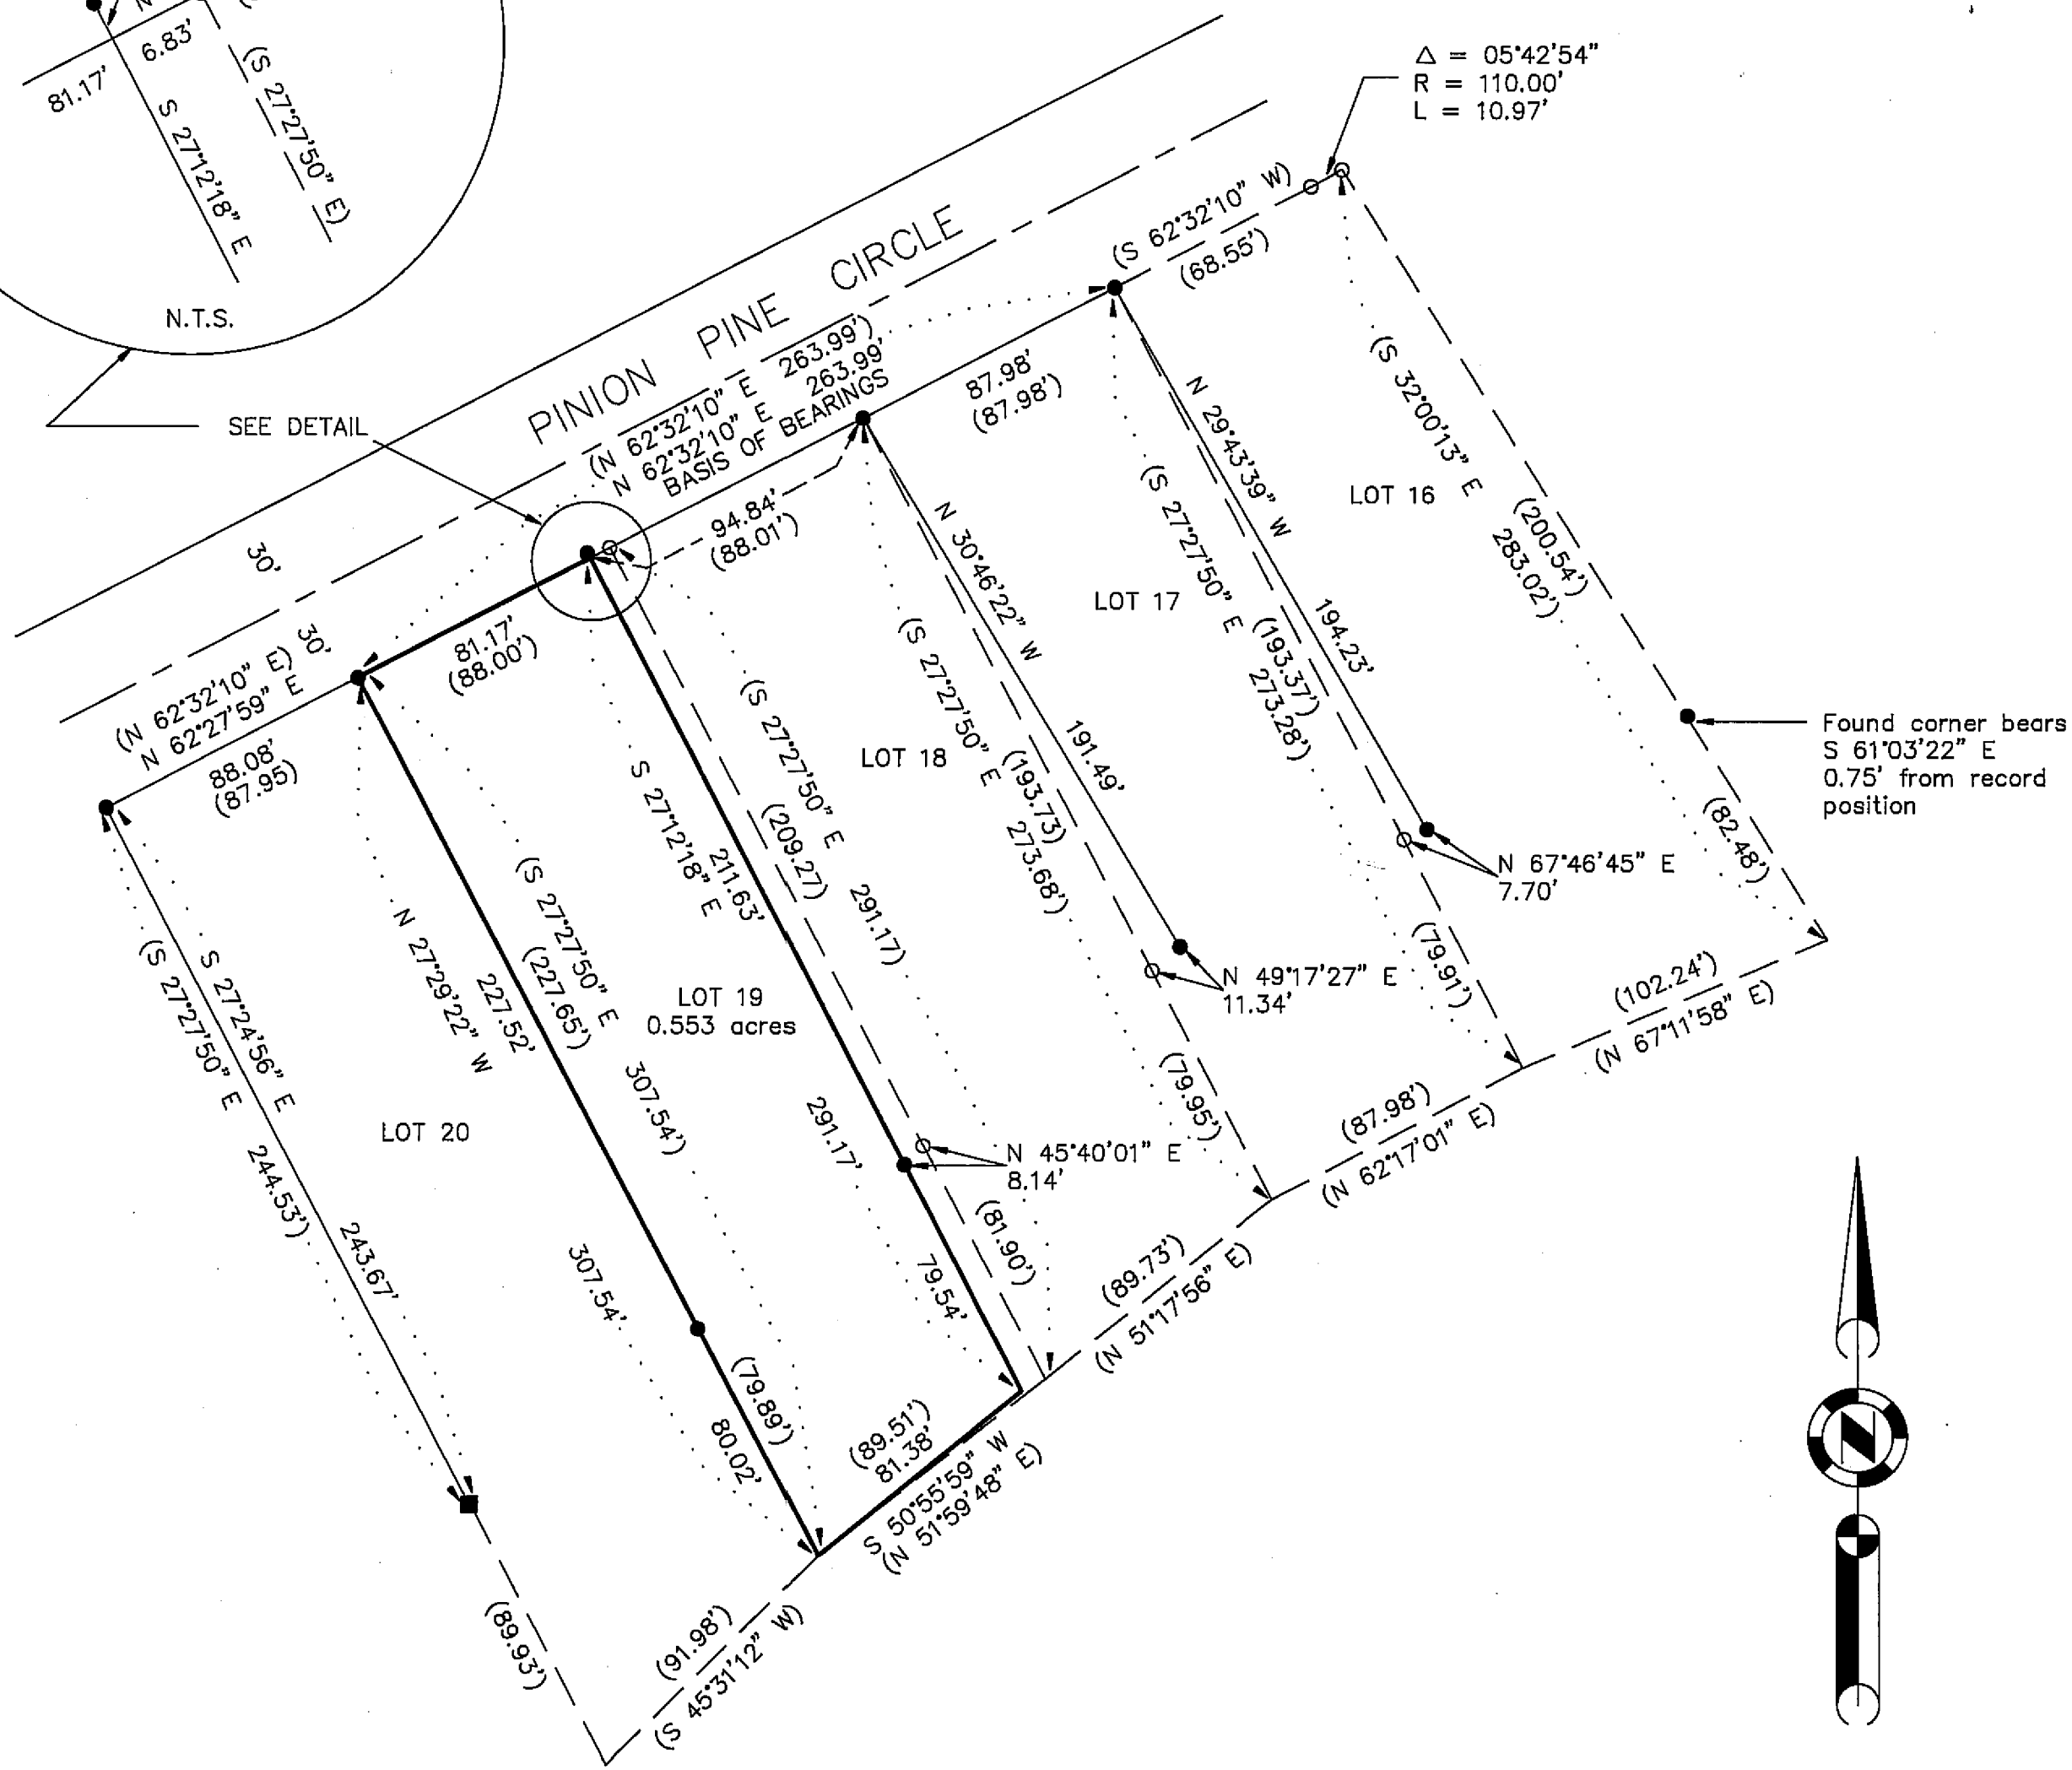 6.83'
81.17'
S 27°12'18" E
(S 27°27'50" E)
N.T.S.
SEE DETAIL
Δ = 05°42'54"
R = 110.00'
L = 10.97'
PINION PINE CIRCLE
(S 62°32'10" W)
(68.55')
(N 62°32'10" E 263.99')
N 62°32'10" E 263.99'
BASIS OF BEARINGS
87.98'
(87.98')
94.84'
(88.01')
30'
30'
81.17'
(88.00')
(N 62°32'10" E)
N 62°27'59" E
88.08'
(87.95)
(S 32°00'13" E
283.02')
(200.54')
(82.48')
LOT 16
N 29°43'39" W
194.23'
(S 27°27'50" E
273.28')
(193.37')
(79.91')
LOT 17
N 30°46'22" W
191.49'
(S 27°27'50" E
273.68')
(193.73)
(79.95')
LOT 18
(S 27°27'50" E
291.17)
(209.27)
(81.90')
S 27°12'18" E
291.17'
211.63'
79.54'
LOT 19
0.553 acres
(S 27°27'50" E
307.54')
(227.65')
(79.89')
N 27°29'22" W
307.54'
227.52'
80.02'
LOT 20
S 27°24'56" E
243.67'
(S 27°27'50" E
244.53')
(89.93')
Found corner bears
S 61°03'22" E
0.75' from record
position
N 67°46'45" E
7.70'
N 49°17'27" E
11.34'
N 45°40'01" E
8.14'
(102.24')
(N 67°11'58" E)
(87.98')
(N 62°17'01" E)
(89.73')
(N 51°17'56" E)
(89.51')
81.38'
S 50°55'59" W
(N 51°59'48" E)
(91.98')
(S 45°31'12" W)
N